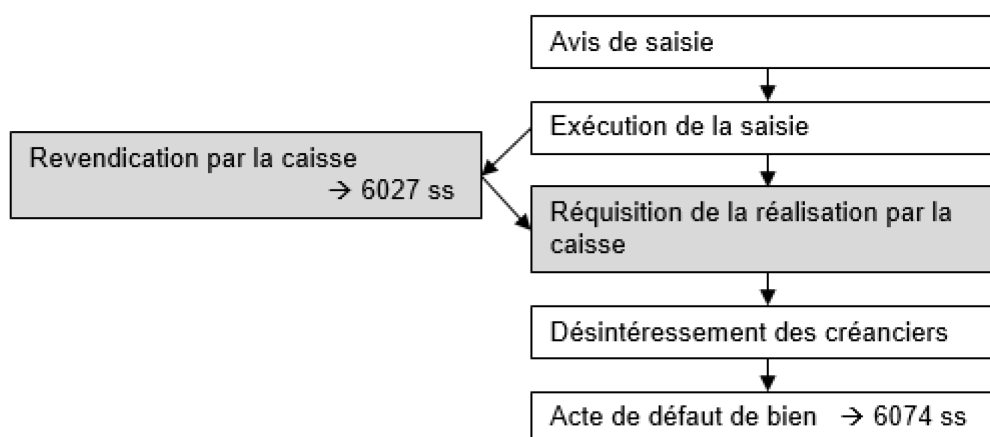 Avis de saisie
Exécution de la saisie
Revendication par la caisse
→ 6027 ss
Réquisition de la réalisation par la
caisse
Désintéressement des créanciers
Acte de défaut de bien → 6074 ss